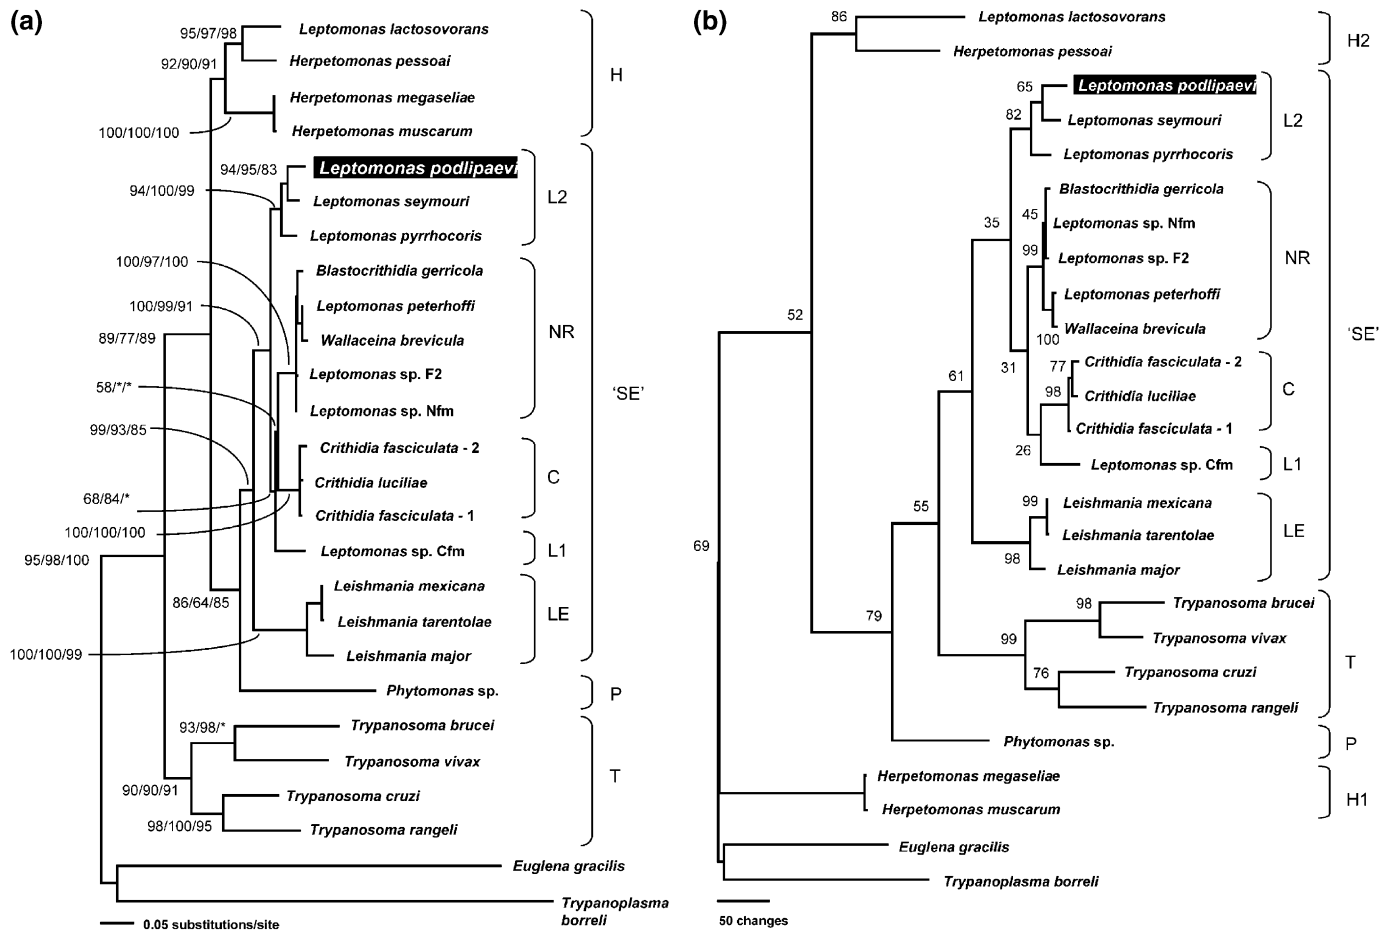 (a)
Leptomonas lactosovorans
95/97/98
Herpetomonas pessoai
92/90/91
H
Herpetomonas megaseliae
Herpetomonas muscarum
100/100/100
Leptomonas podlipaevi
94/95/83
94/100/99
Leptomonas seymouri
L2
Leptomonas pyrrhocoris
100/97/100
Blastocrithidia gerricola
100/99/91
Leptomonas peterhoffi
NR
89/77/89
Wallaceina brevicula
Leptomonas sp. F2
58/*/*
'SE'
Leptomonas sp. Nfm
99/93/85
Crithidia fasciculata - 2
Crithidia luciliae
C
68/84/*
Crithidia fasciculata - 1
100/100/100
Leptomonas sp. Cfm
L1
95/98/100
Leishmania mexicana
86/64/85
Leishmania tarentolae
LE
100/100/99
Leishmania major
Phytomonas sp.
P
93/98/*
Trypanosoma brucei
Trypanosoma vivax
T
90/90/91
Trypanosoma cruzi
98/100/95
Trypanosoma rangeli
Euglena gracilis
Trypanoplasma
borreli
0.05 substitutions/site
(b)
86
Leptomonas lactosovorans
H2
Herpetomonas pessoai
65
Leptomonas podlipaevi
82
Leptomonas seymouri
L2
Leptomonas pyrrhocoris
Blastocrithidia gerricola
45
Leptomonas sp. Nfm
35
99
Leptomonas sp. F2
NR
Leptomonas peterhoffi
52
Wallaceina brevicula
100
'SE'
Crithidia fasciculata - 2
77
31
61
98
Crithidia luciliae
C
Crithidia fasciculata - 1
26
Leptomonas sp. Cfm
L1
99
Leishmania mexicana
55
Leishmania tarentolae
LE
69
98
Leishmania major
98
Trypanosoma brucei
79
Trypanosoma vivax
99
T
76
Trypanosoma cruzi
Trypanosoma rangeli
Phytomonas sp.
P
Herpetomonas megaseliae
H1
Herpetomonas muscarum
Euglena gracilis
Trypanoplasma borreli
50 changes